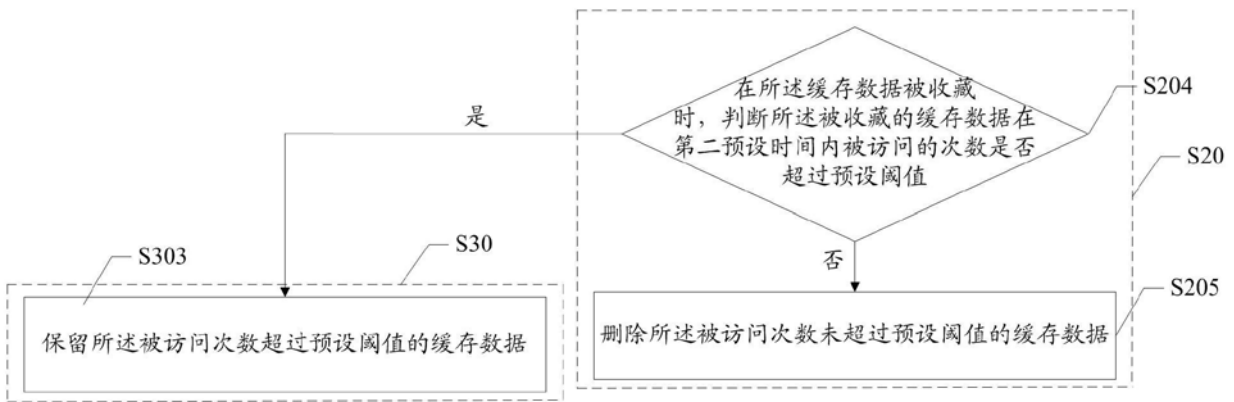 在所述缓存数据被收藏
时，判断所述被收藏的缓存数据在
第二预设时间内被访问的次数是否
超过预设阈值
S204
是
S20
否
S303
S30
S205
保留所述被访问次数超过预设阈值的缓存数据
删除所述被访问次数未超过预设阈值的缓存数据